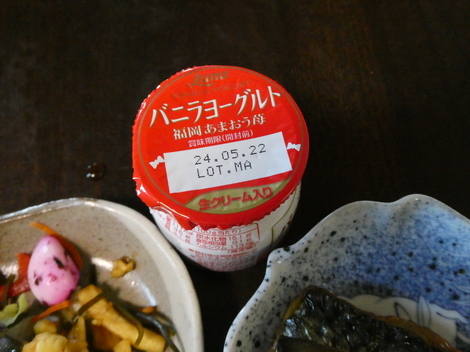 バニラヨーグルト
福岡あまおう苺
賞味期限(開封前)
24.05.22
LOT.MA
生クリーム入り